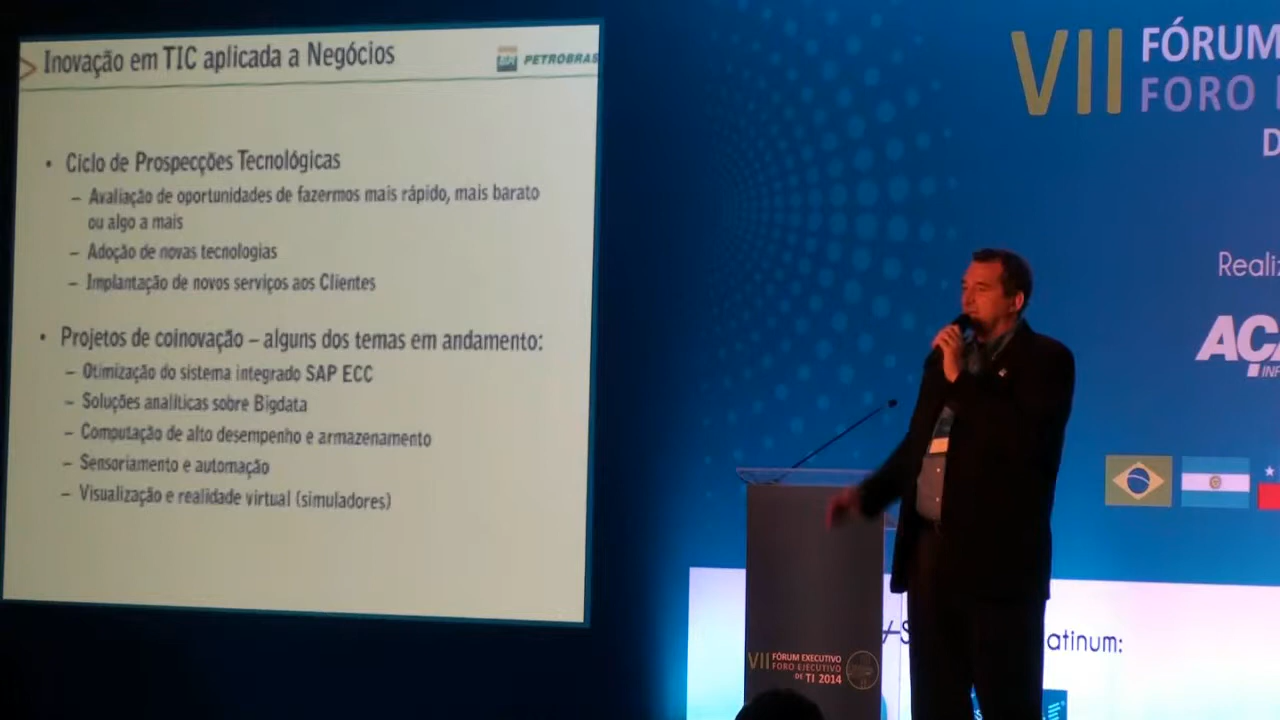 Inovação em TIC aplicada a Negócios
BR PETROBRAS
• Ciclo de Prospecções Tecnológicas
– Avaliação de oportunidades de fazermos mais rápido, mais barato
ou algo a mais
– Adoção de novas tecnologias
– Implantação de novos serviços aos Clientes
• Projetos de coinovação – alguns dos temas em andamento:
– Otimização do sistema integrado SAP ECC
– Soluções analíticas sobre Bigdata
– Computação de alto desempenho e armazenamento
– Sensoriamento e automação
– Visualização e realidade virtual (simuladores)
VII FÓRUM
FORO
D
Realiz
AÇA
INF
atinum:
VII FÓRUM EXECUTIVO
FORO EJECUTIVO
DE TI 2014